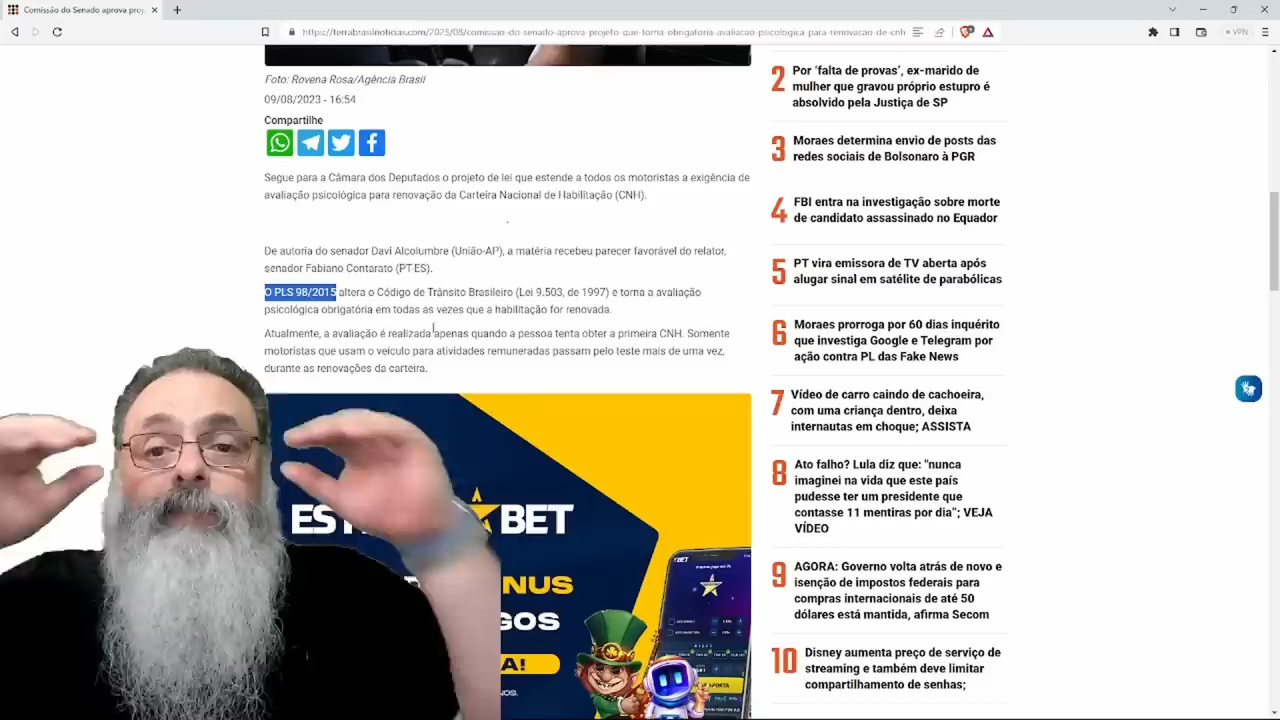 Comissão do Senado aprova proj
https://terrabrasilnoticias.com/2023/08/comissao-do-senado-aprova-projeto-que-torna-obrigatoria-avaliacao-psicologica-para-renovacao-de-cnh
VPN
Foto: Rovena Rosa/Agência Brasil
09/08/2023 - 16:54
Compartilhe
Segue para a Câmara dos Deputados o projeto de lei que estende a todos os motoristas a exigência de
avaliação psicológica para renovação da Carteira Nacional de Habilitação (CNH).
De autoria do senador Davi Alcolumbre (União-AP), a matéria recebeu parecer favorável do relator,
senador Fabiano Contarato (PT-ES).
O PLS 98/2015 altera o Código de Trânsito Brasileiro (Lei 9.503, de 1997) e torna a avaliação
psicológica obrigatória em todas as vezes que a habilitação for renovada.
Atualmente, a avaliação é realizada apenas quando a pessoa tenta obter a primeira CNH. Somente
motoristas que usam o veículo para atividades remuneradas passam pelo teste mais de uma vez,
durante as renovações da carteira.
EST
BET
NUS
GOS
A!
2 Por 'falta de provas', ex-marido de
mulher que gravou próprio estupro é
absolvido pela Justiça de SP
3 Moraes determina envio de posts das
redes sociais de Bolsonaro à PGR
4 FBI entra na investigação sobre morte
de candidato assassinado no Equador
5 PT vira emissora de TV aberta após
alugar sinal em satélite de parabólicas
6 Moraes prorroga por 60 dias inquérito
que investiga Google e Telegram por
ação contra PL das Fake News
7 Vídeo de carro caindo de cachoeira,
com uma criança dentro, deixa
internautas em choque; ASSISTA
8 Ato falho? Lula diz que: "nunca
imaginei na vida que este país
pudesse ter um presidente que
contasse 11 mentiras por dia"; VEJA
VÍDEO
9 AGORA: Governo volta atrás de novo e
isenção de impostos federais para
compras internacionais de até 50
dólares está mantida, afirma Secom
10 Disney aumenta preço de serviço de
streaming e também deve limitar
compartilhamento de senhas;